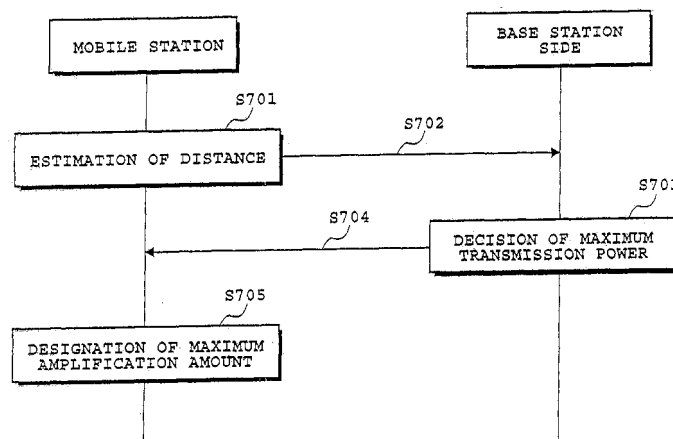 MOBILE STATION
BASE STATION
SIDE
S701
S702
ESTIMATION OF DISTANCE
S703
S704
DECISION OF MAXIMUM
TRANSMISSION POWER
S705
DESIGNATION OF MAXIMUM
AMPLIFICATION AMOUNT